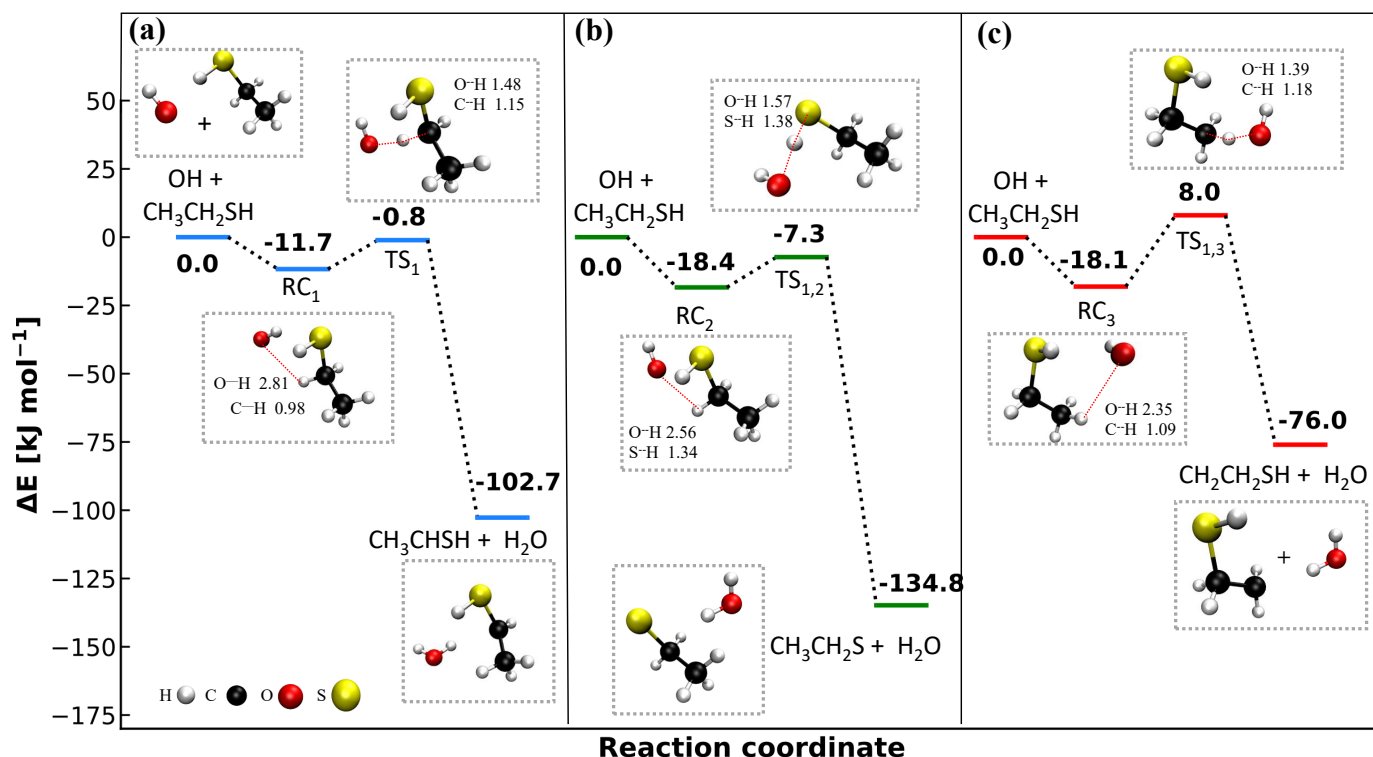 (a)
O--H 1.48
C--H 1.15
+
OH +
CH₃CH₂SH
0.0
-11.7
RC₁
-0.8
TS₁
O--H 2.81
C--H 0.98
-102.7
CH₃CHSH + H₂O
H C O S
(b)
O--H 1.57
S--H 1.38
OH +
CH₃CH₂SH
0.0
-18.4
RC₂
-7.3
TS₁,₂
O--H 2.56
S--H 1.34
-134.8
CH₃CH₂S + H₂O
(c)
O--H 1.39
C--H 1.18
OH +
CH₃CH₂SH
0.0
-18.1
RC₃
8.0
TS₁,₃
O--H 2.35
C--H 1.09
-76.0
CH₂CH₂SH + H₂O
+
ΔE [kJ mol⁻¹]
50
25
0
−25
−50
−75
−100
−125
−150
−175
Reaction coordinate